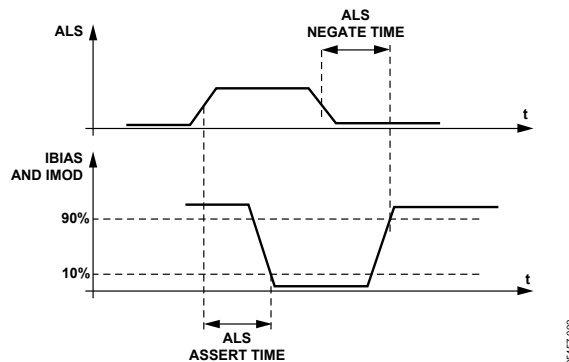 ALS
ALS
NEGATE TIME
t
IBIAS
AND IMOD
90%
10%
t
ALS
ASSERT TIME